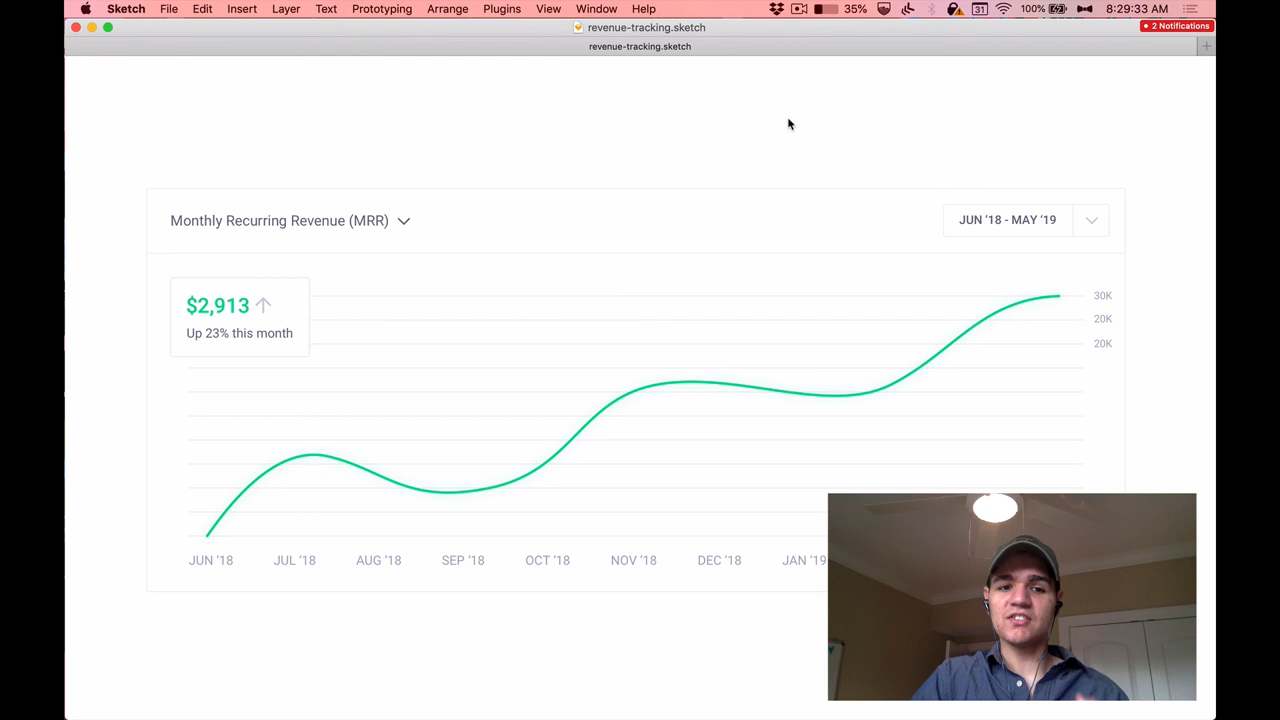 Sketch File Edit Insert Layer Text Prototyping Arrange Plugins View Window Help 35% 31 100% 8:29:33 AM
revenue-tracking.sketch
2 Notifications
revenue-tracking.sketch
Monthly Recurring Revenue (MRR)
JUN ‘18 - MAY ‘19
$2,913
Up 23% this month
30K
20K
20K
JUN ‘18 JUL ‘18 AUG ‘18 SEP ‘18 OCT ‘18 NOV ‘18 DEC ‘18 JAN ‘19